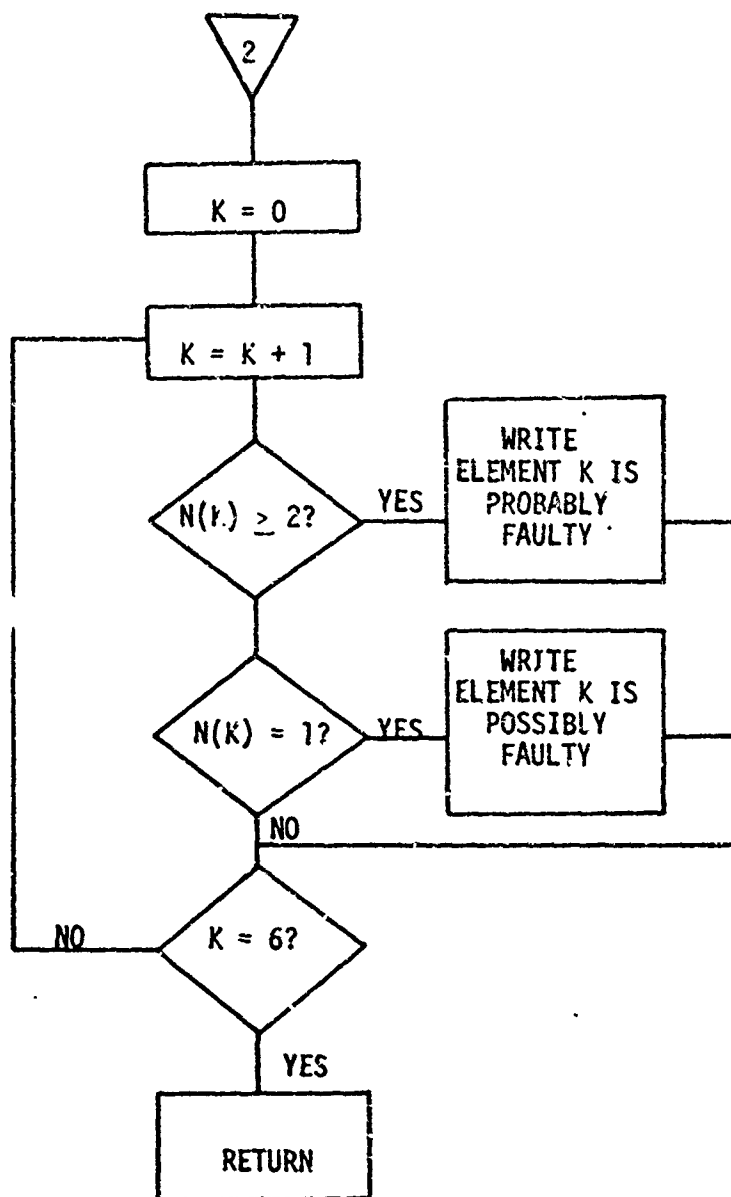 2
K = 0
K = K + 1
N(K) ≥ 2?
YES
WRITE
ELEMENT K IS
PROBABLY
FAULTY
N(K) = 1?
YES
WRITE
ELEMENT K IS
POSSIBLY
FAULTY
NO
K = 6?
NO
YES
RETURN